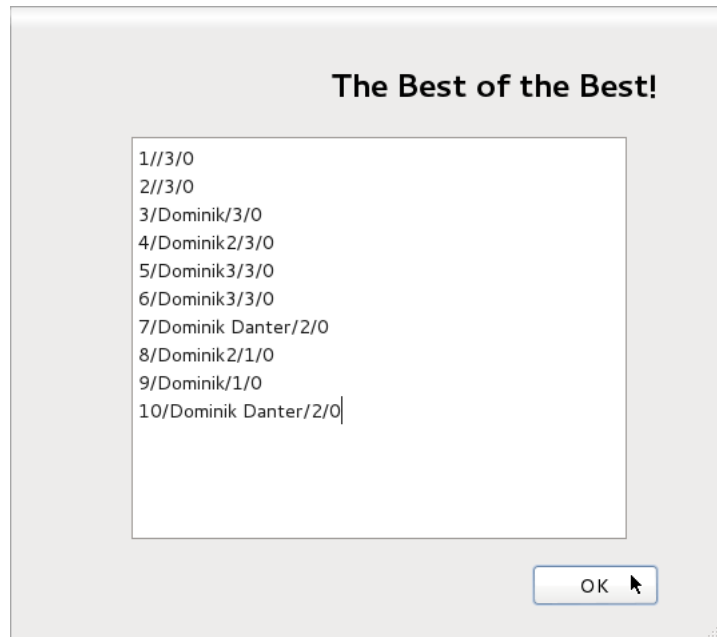 The Best of the Best!
1//3/0
2//3/0
3/Dominik/3/0
4/Dominik2/3/0
5/Dominik3/3/0
6/Dominik3/3/0
7/Dominik Danter/2/0
8/Dominik2/1/0
9/Dominik/1/0
10/Dominik Danter/2/0
OK